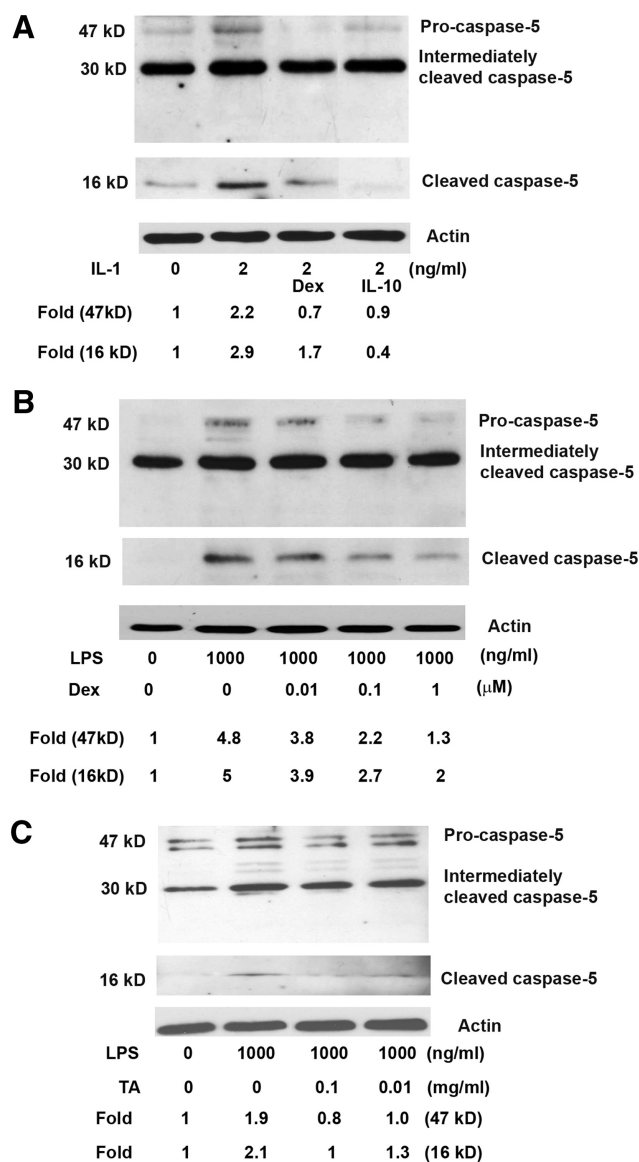 A
47 kD Pro-caspase-5
30 kD Intermediately
cleaved caspase-5
16 kD Cleaved caspase-5
Actin
IL-1 0 2 2 2 (ng/ml)
Dex IL-10
Fold (47kD) 1 2.2 0.7 0.9
Fold (16 kD) 1 2.9 1.7 0.4
B
47 kD Pro-caspase-5
30 kD Intermediately
cleaved caspase-5
16 kD Cleaved caspase-5
Actin
LPS 0 1000 1000 1000 1000 (ng/ml)
Dex 0 0 0.01 0.1 1 (μM)
Fold (47kD) 1 4.8 3.8 2.2 1.3
Fold (16kD) 1 5 3.9 2.7 2
C
47 kD Pro-caspase-5
30 kD Intermediately
cleaved caspase-5
16 kD Cleaved caspase-5
Actin
LPS 0 1000 1000 1000 (ng/ml)
TA 0 0 0.1 0.01 (mg/ml)
Fold 1 1.9 0.8 1.0 (47 kD)
Fold 1 2.1 1 1.3 (16 kD)